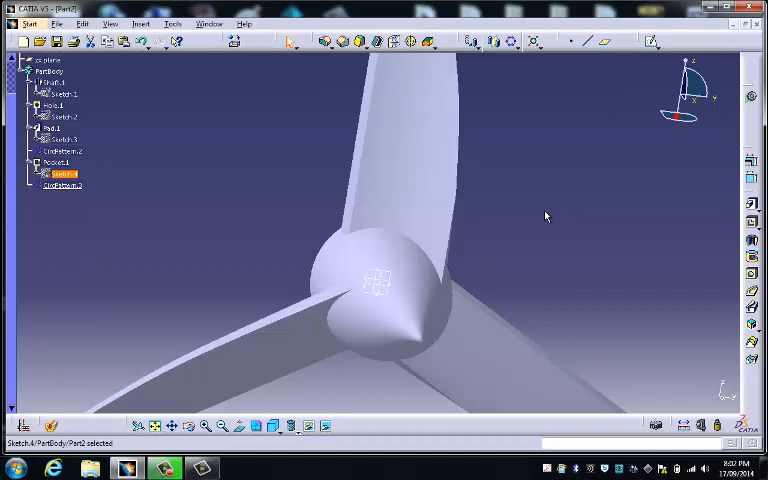 CATIA V5 - [Part2]
Start File Edit View Insert Tools Window Help
zx plane
PartBody
Shaft.1
Sketch.1
Hole.1
Sketch.2
Pad.1
Sketch.3
CircPattern.2
Pocket.1
Sketch.4
CircPattern.3
z
y
x
CATIA
Sketch.4/PartBody/Part2 selected
8:02 PM
17/09/2014